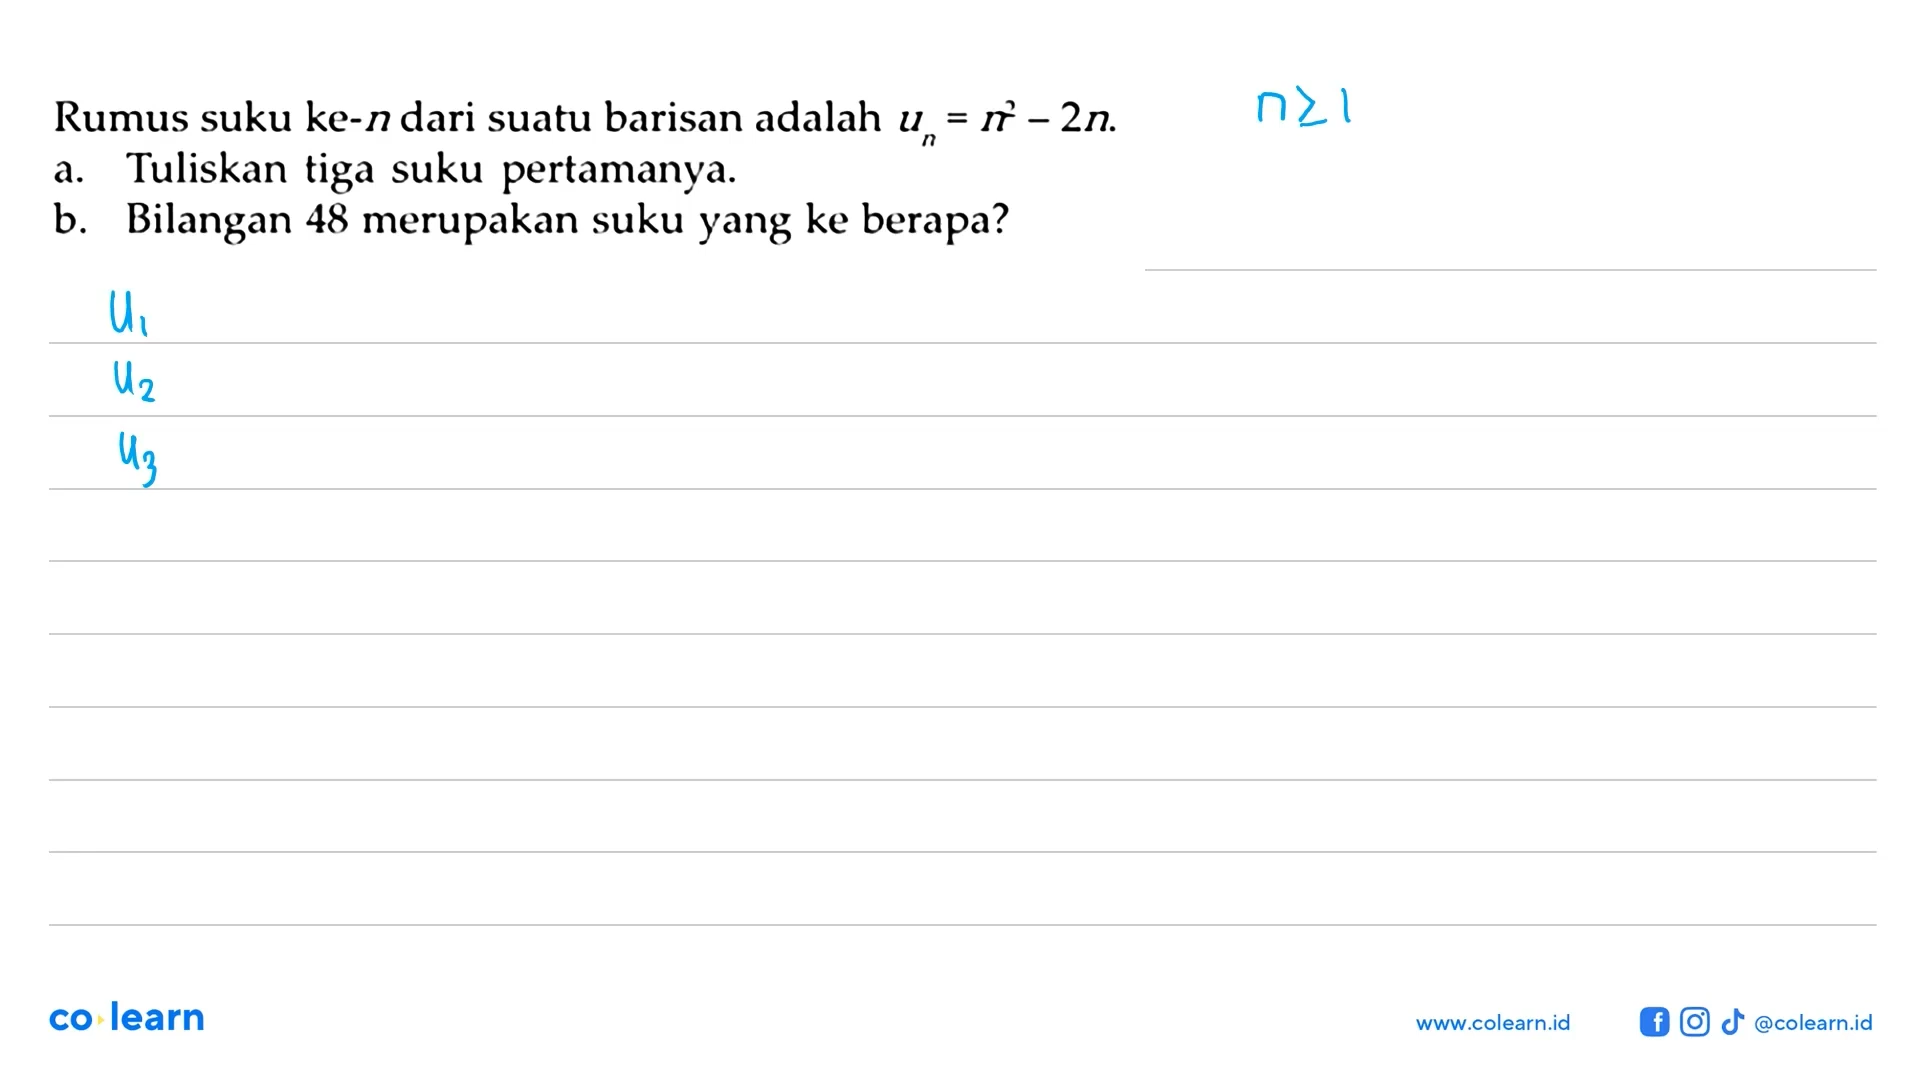 Rumus suku ke-n dari suatu barisan adalah uₙ = n² – 2n.
n ≥ 1
a. Tuliskan tiga suku pertamanya.
b. Bilangan 48 merupakan suku yang ke berapa?
U₁
U₂
U₃
co learn
www.colearn.id
@colearn.id